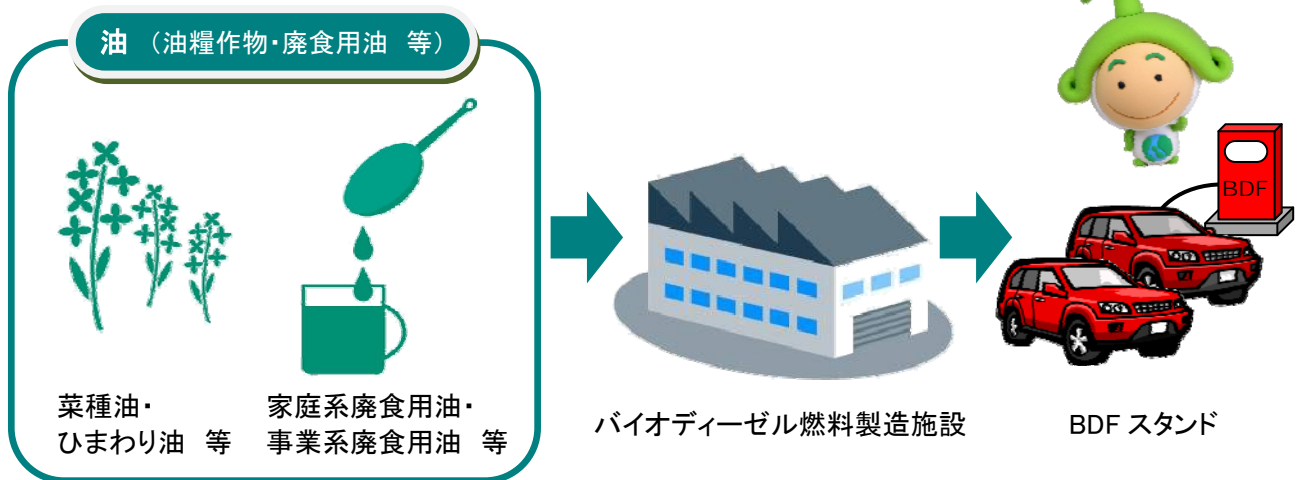 油 （油糧作物・廃食用油 等）
菜種油・
ひまわり油 等
家庭系廃食用油・
事業系廃食用油 等
バイオディーゼル燃料製造施設
BDF
BDF スタンド